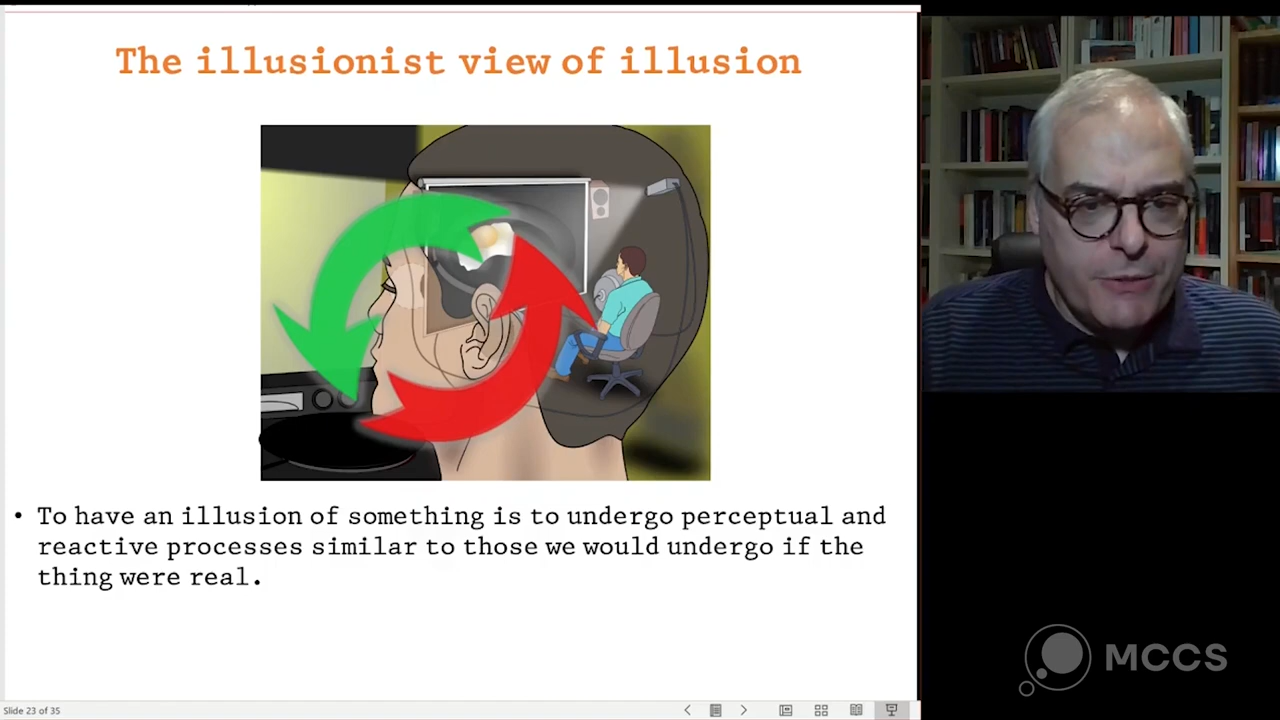 The illusionist view of illusion
• To have an illusion of something is to undergo perceptual and
reactive processes similar to those we would undergo if the
thing were real.
Slide 23 of 35
MCCS